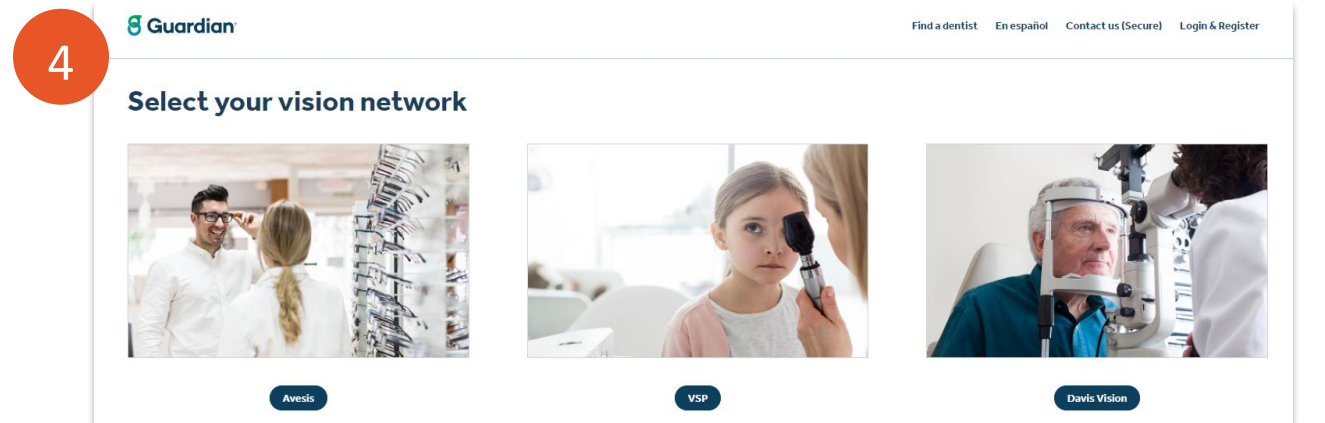 4
Guardian
Find a dentist En español Contact us (Secure) Login & Register
Select your vision network
Avesis VSP Davis Vision